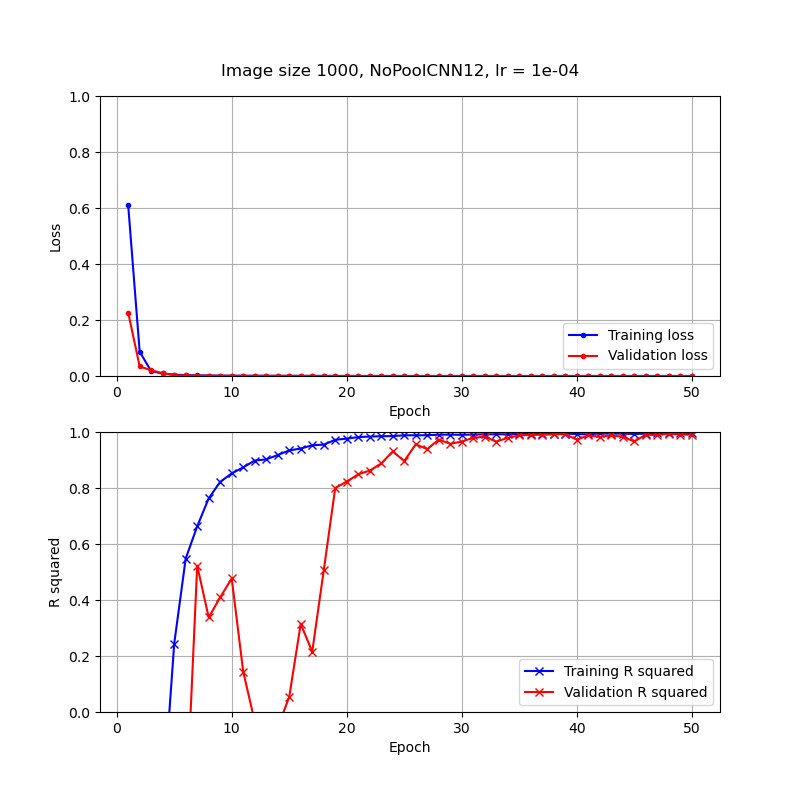 Image size 1000, NoPoolCNN12, lr = 1e-04
1.0
0.8
0.6
0.4
0.2
0.0
Loss
Training loss
Validation loss
0 10 20 30 40 50
Epoch
1.0
0.8
0.6
0.4
0.2
0.0
R squared
Training R squared
Validation R squared
0 10 20 30 40 50
Epoch